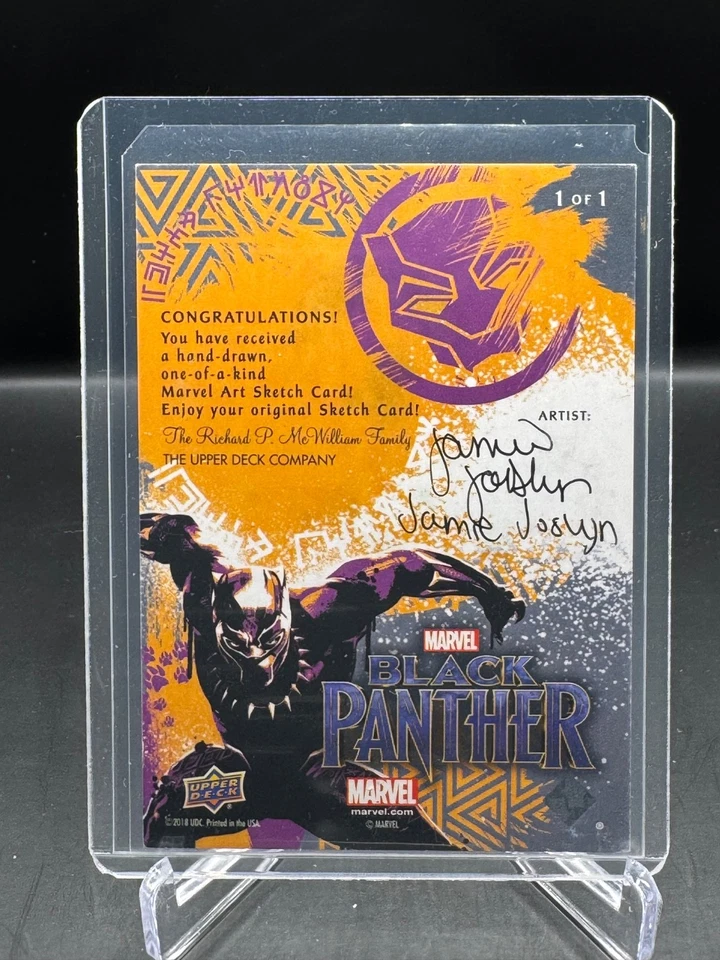 1 OF 1
CONGRATULATIONS!
You have received
a hand-drawn,
one-of-a-kind
Marvel Art Sketch Card!
Enjoy your original Sketch Card!
The Richard P. McWilliam Family
THE UPPER DECK COMPANY
ARTIST:
Jamie
Joslyn
Jamie Joslyn
MARVEL
BLACK
PANTHER
UPPER
D·E·C·K
®
MARVEL
marvel.com
©2018 UDC. Printed in the USA.
© MARVEL
®